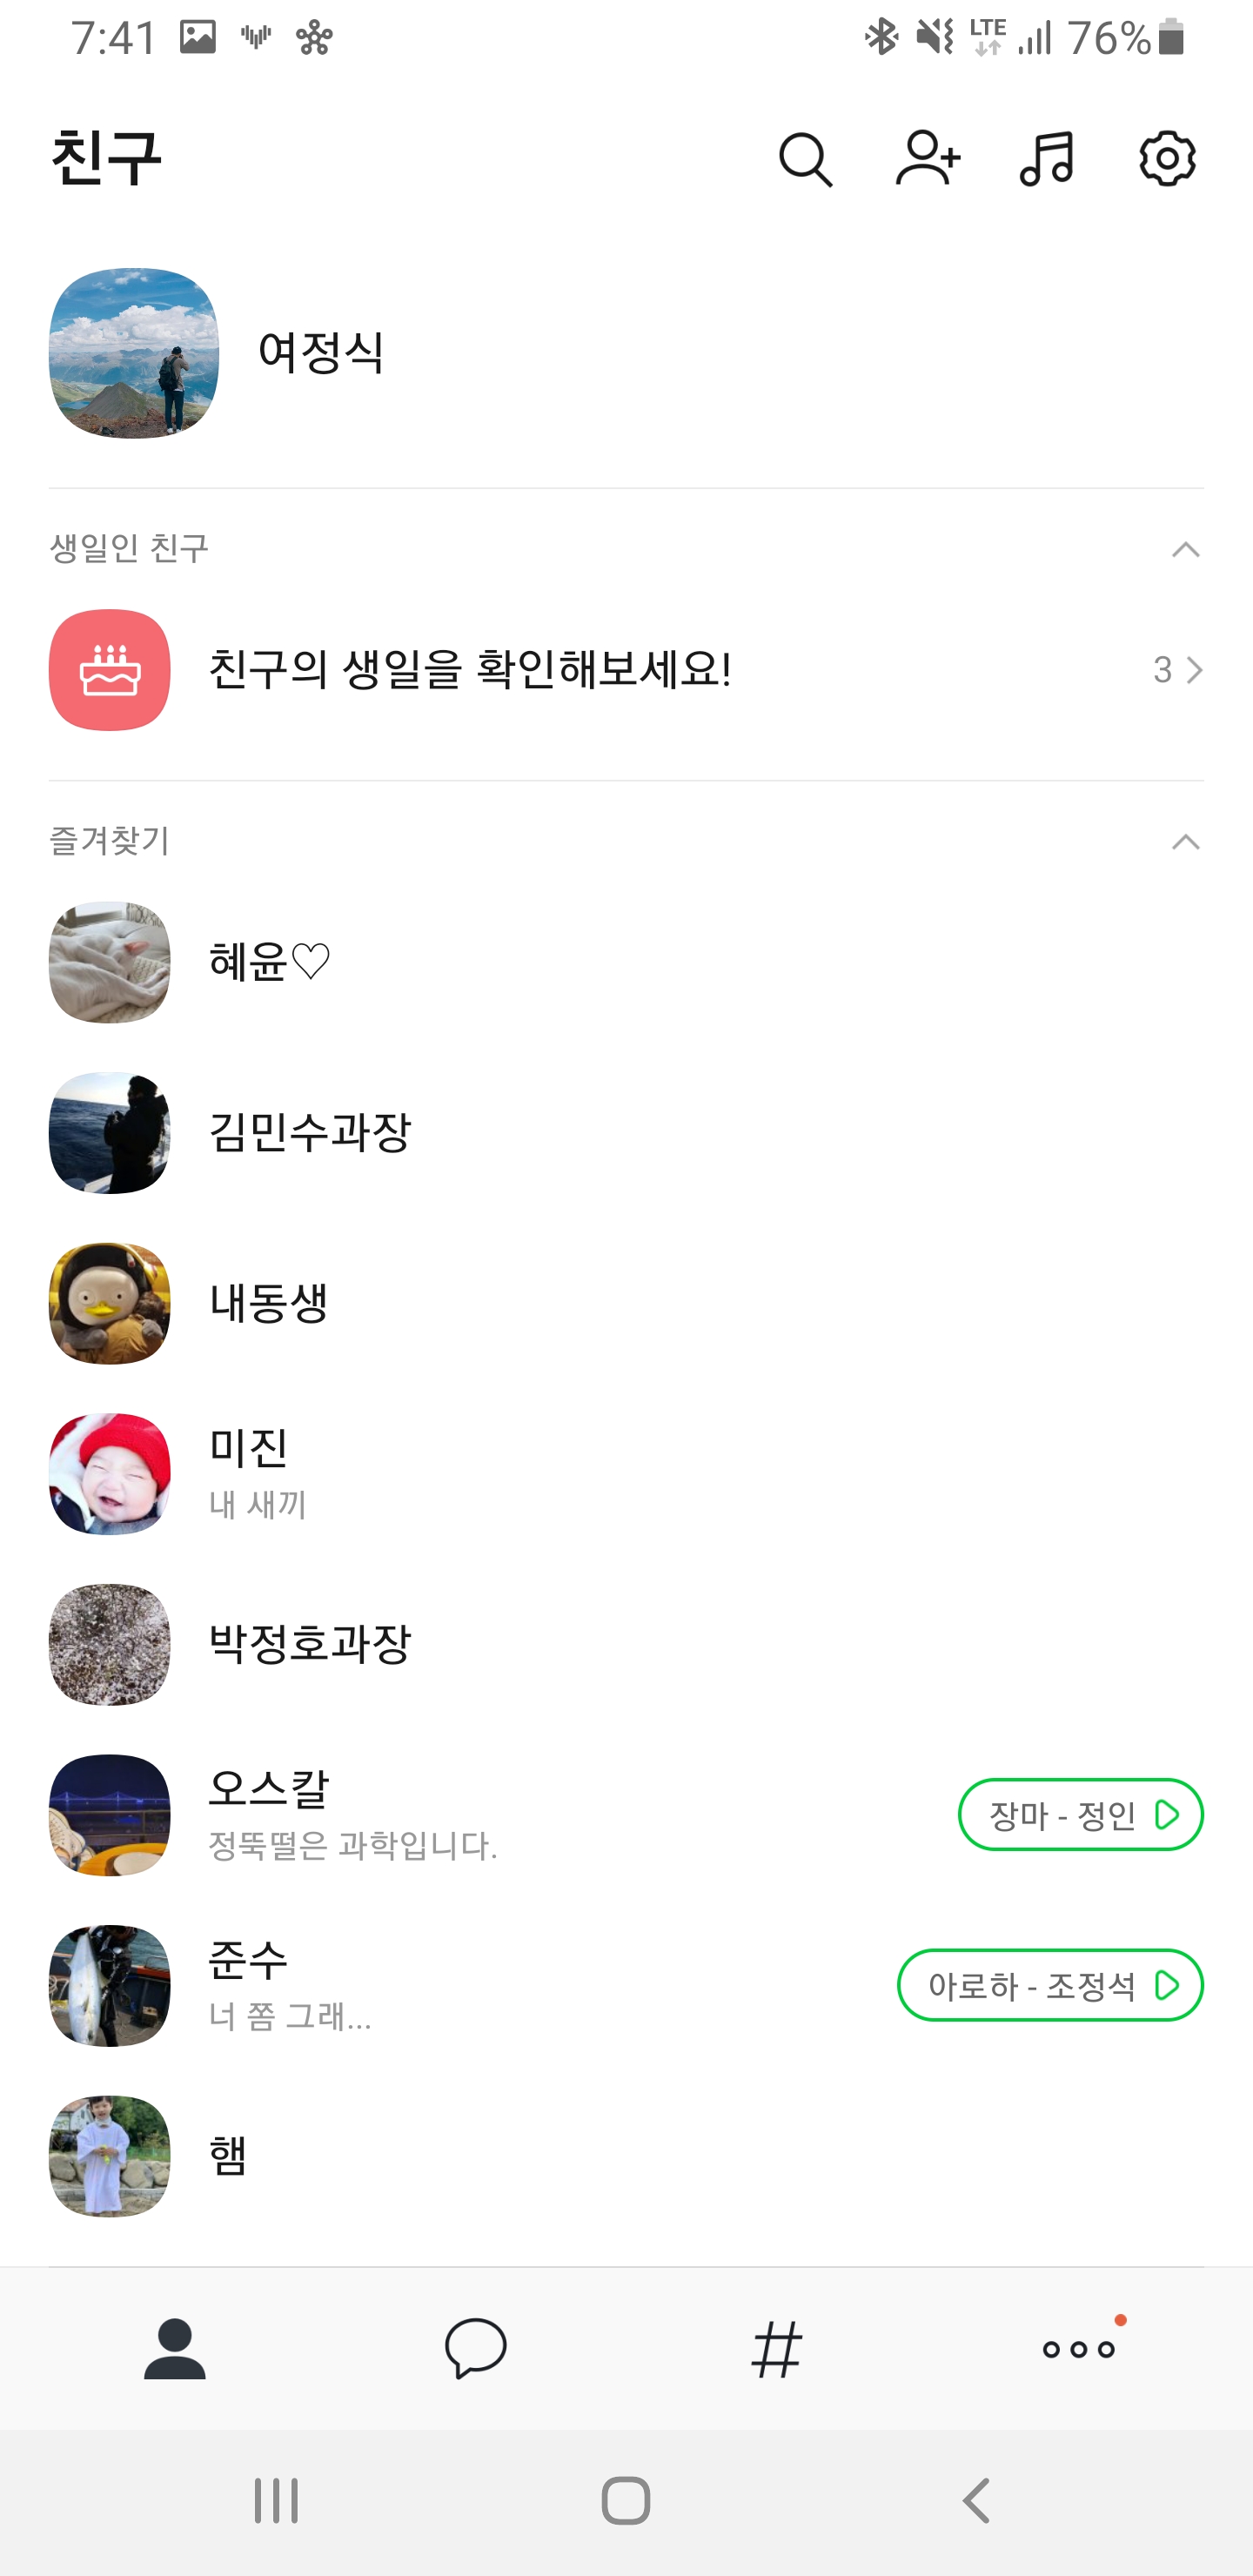 7:41 LTE 76%
친구
여정식
생일인 친구
친구의 생일을 확인해보세요! 3
즐겨찾기
혜윤♡
김민수과장
내동생
미진
내 새끼
박정호과장
오스칼
정뚝떨은 과학입니다.
장마 - 정인
준수
너 쫌 그래...
아로하 - 조정석
햄